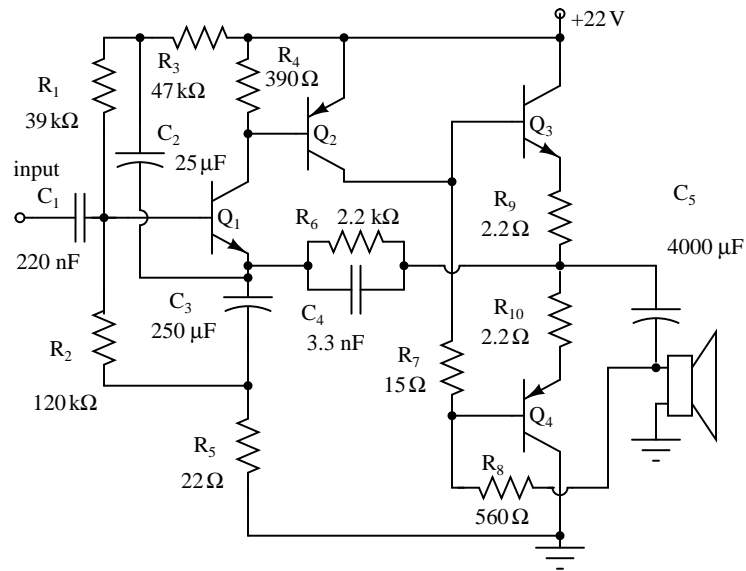 +22 V
R1
39 kΩ
R3
47 kΩ
R4
390 Ω
C2
25 μF
Q2
Q3
input
C1
220 nF
Q1
R6
2.2 kΩ
R9
2.2 Ω
C5
4000 μF
C3
250 μF
C4
3.3 nF
R10
2.2 Ω
R2
120 kΩ
R7
15 Ω
Q4
R5
22 Ω
R8
560 Ω